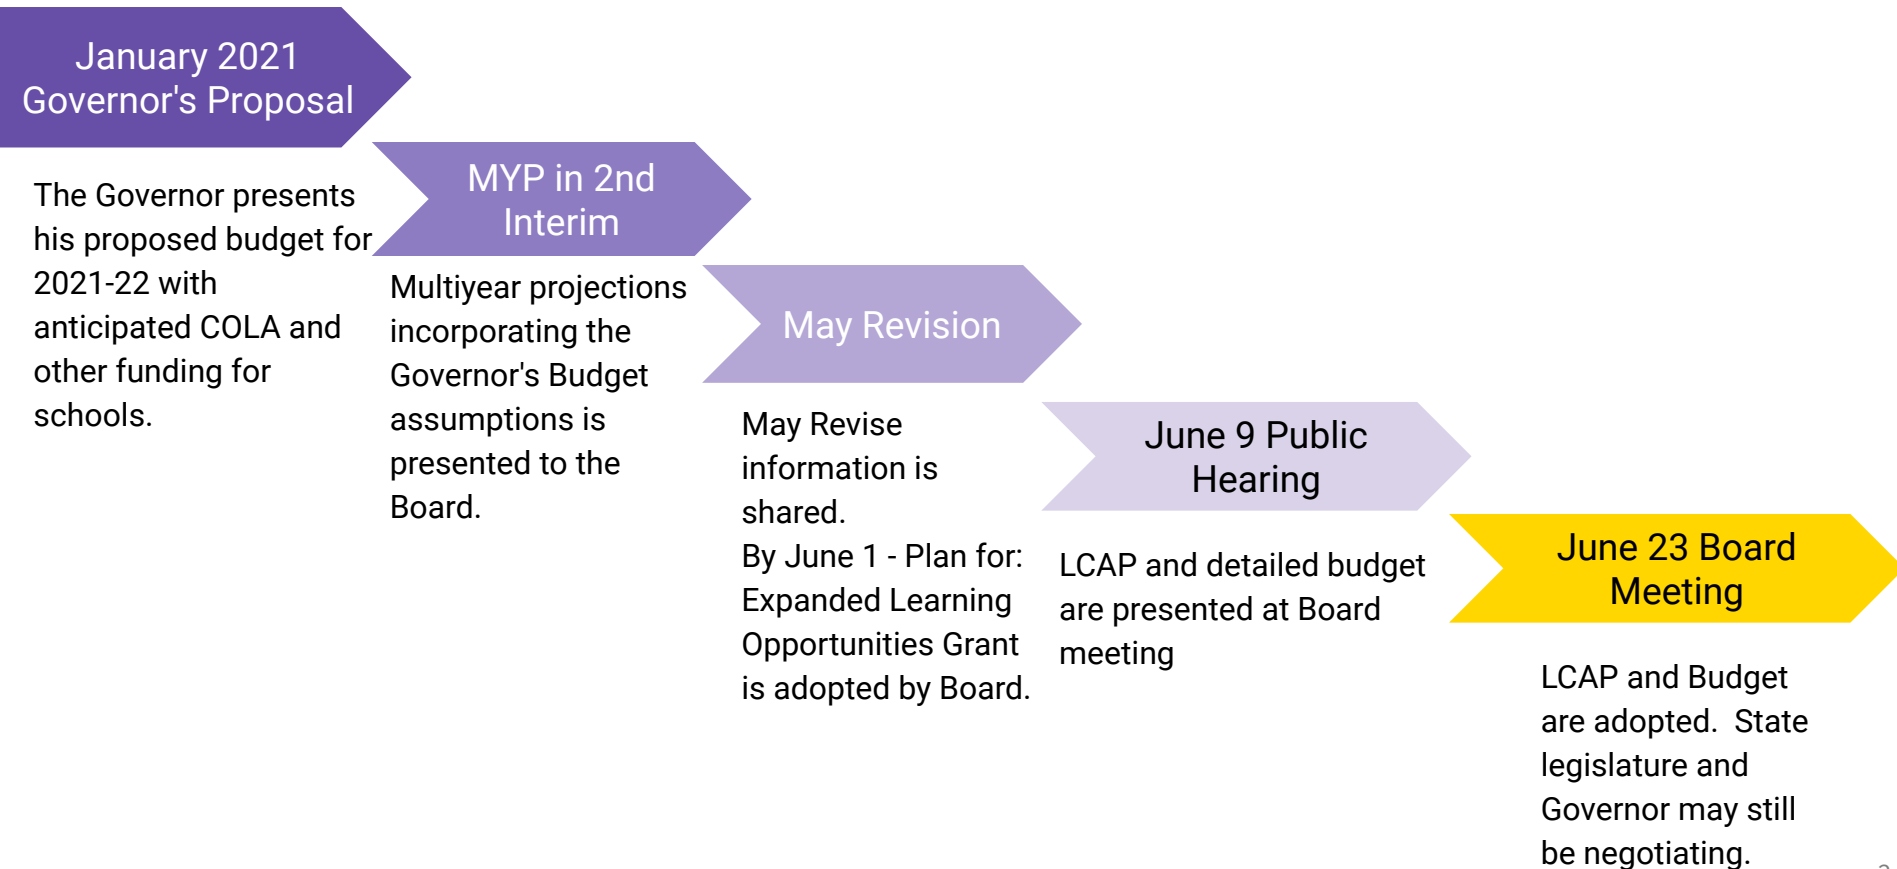 January 2021
Governor's Proposal
The Governor presents
his proposed budget for
2021-22 with
anticipated COLA and
other funding for
schools.
MYP in 2nd
Interim
Multiyear projections
incorporating the
Governor's Budget
assumptions is
presented to the
Board.
May Revision
May Revise
information is
shared.
By June 1 - Plan for:
Expanded Learning
Opportunities Grant
is adopted by Board.
June 9 Public
Hearing
LCAP and detailed budget
are presented at Board
meeting
June 23 Board
Meeting
LCAP and Budget
are adopted.  State
legislature and
Governor may still
be negotiating.